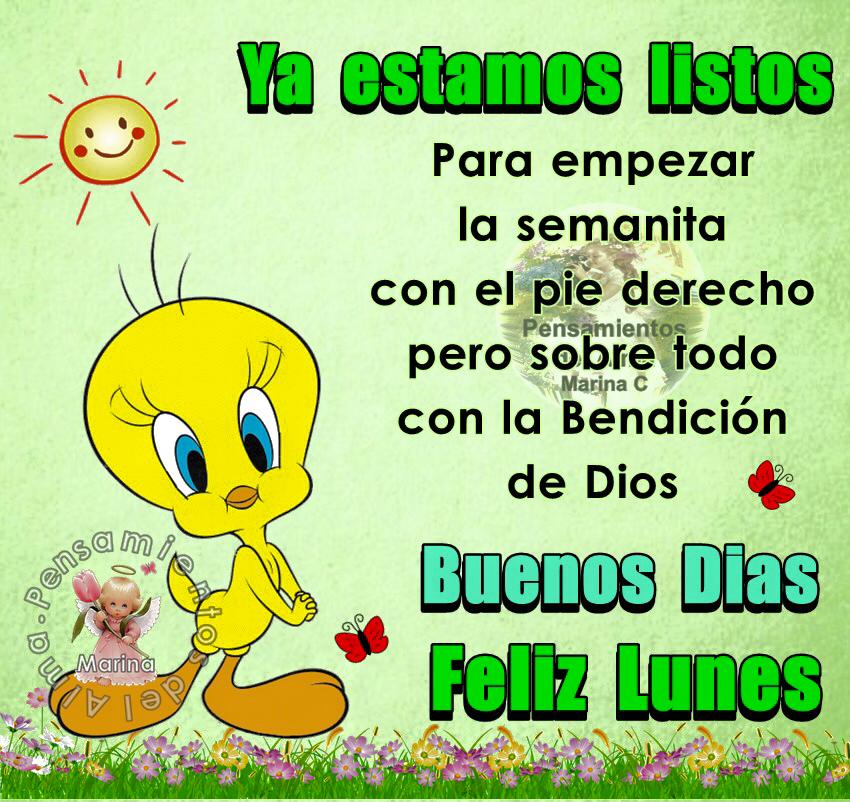 Ya estamos listos
Para empezar
la semanita
con el pie derecho
Pensamientos
pero sobre todo
Marina C
con la Bendición
de Dios
Buenos Dias
Feliz Lunes
Pensamientos del Alma
Marina